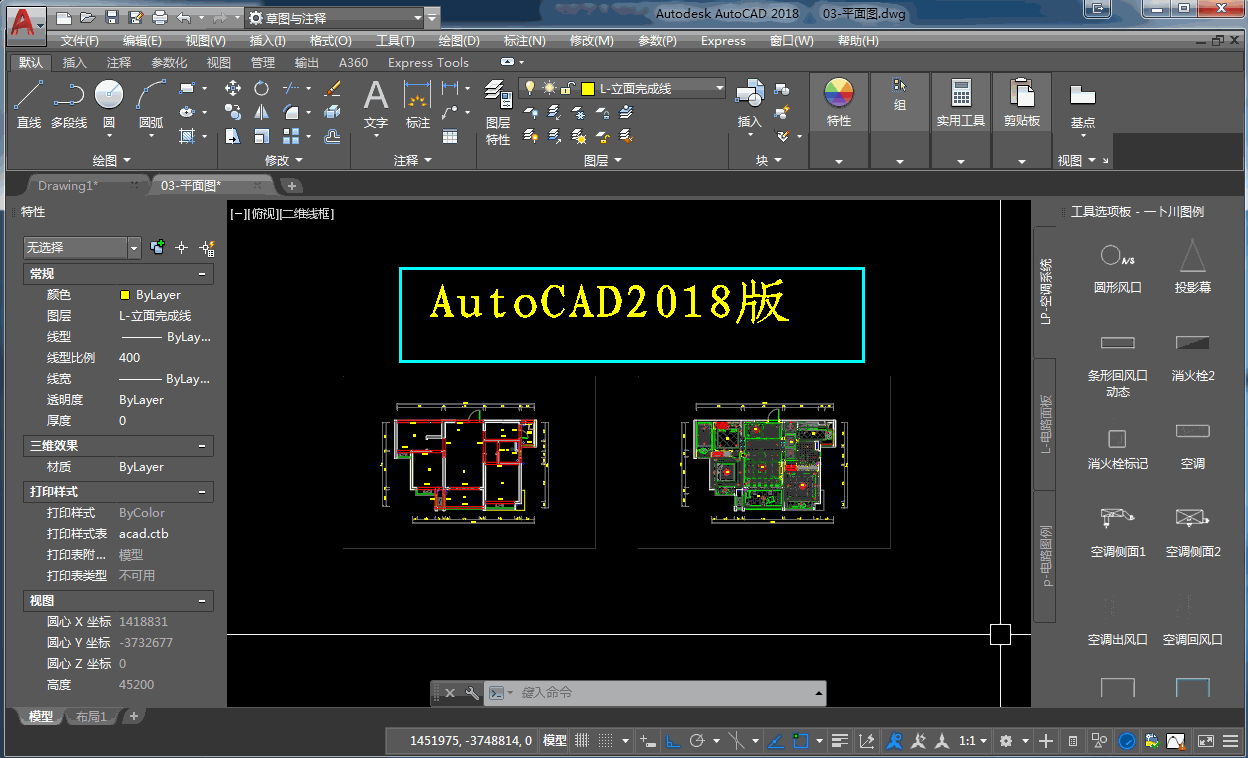 草图与注释 Autodesk AutoCAD 2018 03-平面图.dwg
文件(F) 编辑(E) 视图(V) 插入(I) 格式(O) 工具(T) 绘图(D) 标注(N) 修改(M) 参数(P) Express 窗口(W) 帮助(H)
默认 插入 注释 参数化 视图 管理 输出 A360 Express Tools
L-立面完成线
直线 多段线 圆 圆弧 文字 标注 图层特性 插入 特性 组 实用工具 剪贴板 基点
绘图 修改 注释 图层 块 视图
Drawing1* 03-平面图*
特性
[−][俯视][二维线框]
工具选项板 - 一卜川图例
无选择
常规
颜色 ByLayer
图层 L-立面完成线
线型 ByLay...
线型比例 400
线宽 ByLay...
透明度 ByLayer
厚度 0
三维效果
材质 ByLayer
打印样式
打印样式 ByColor
打印样式表 acad.ctb
打印表附... 模型
打印表类型 不可用
视图
圆心 X 坐标 1418831
圆心 Y 坐标 -3732677
圆心 Z 坐标 0
高度 45200
AutoCAD2018版
LP-空调系统
L-电路面板
p-电路图例
A/S
圆形风口 投影幕
条形回风口动态 消火栓2
消火栓标记 空调
空调侧面1 空调侧面2
空调出风口 空调回风口
键入命令
模型 布局1
1451975, -3748814, 0 模型 1:1